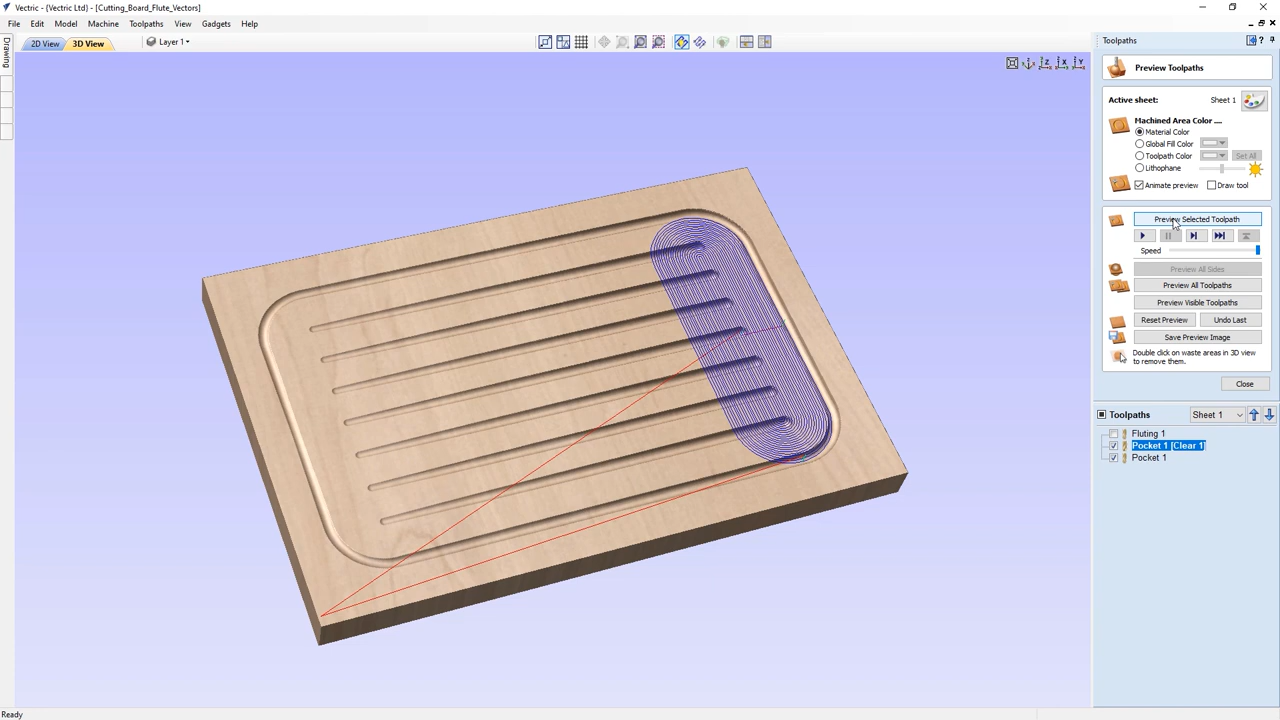 Vectric - {Vectric Ltd} - [Cutting_Board_Flute_Vectors]
File Edit Model Machine Toolpaths View Gadgets Help
2D View 3D View Layer 1
Drawing
Toolpaths
Preview Toolpaths
Active sheet: Sheet 1
Machined Area Color ....
Material Color
Global Fill Color
Toolpath Color Set All
Lithophane
Animate preview Draw tool
Preview Selected Toolpath
Speed
Preview All Sides
Preview All Toolpaths
Preview Visible Toolpaths
Reset Preview Undo Last
Save Preview Image
Double click on waste areas in 3D view
to remove them.
Close
Toolpaths Sheet 1
Fluting 1
Pocket 1 [Clear 1]
Pocket 1
Ready